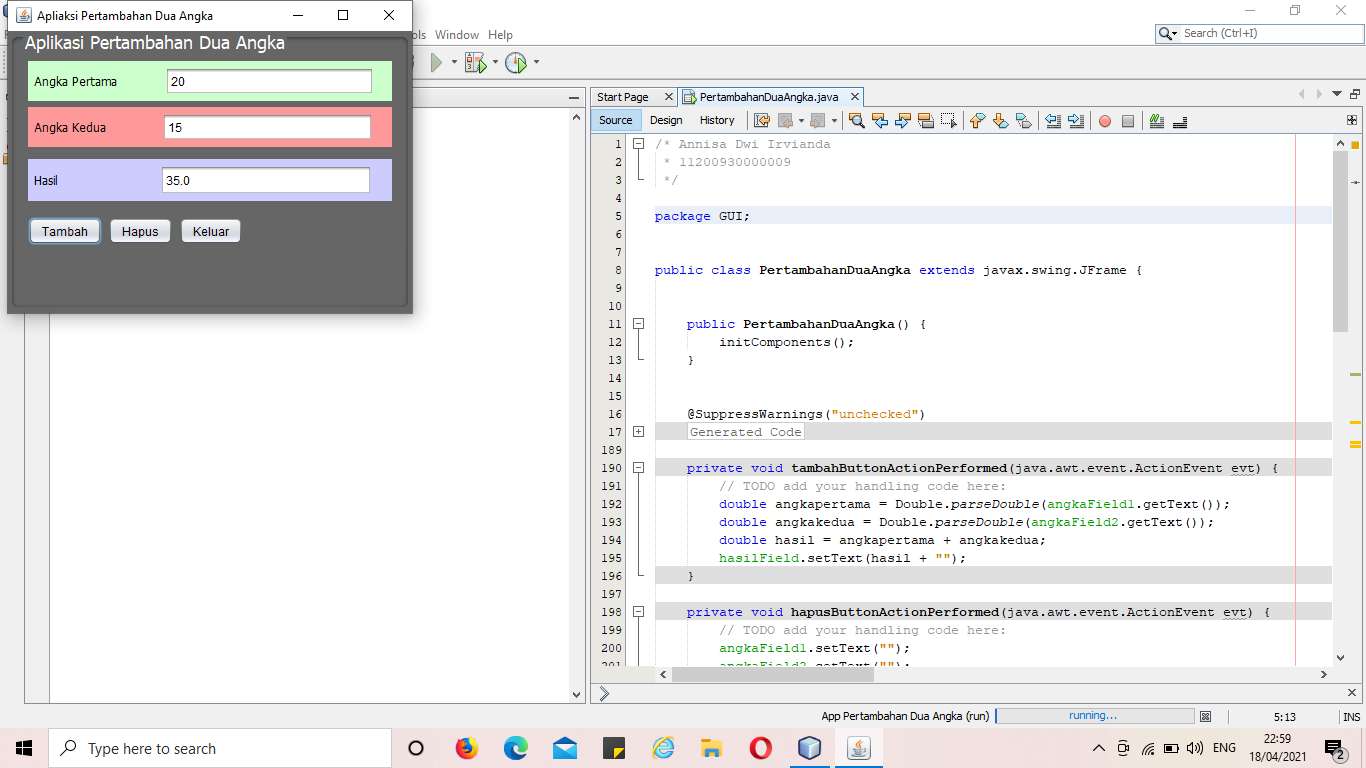 Apliaksi Pertambahan Dua Angka
Aplikasi Pertambahan Dua Angka
Angka Pertama 20
Angka Kedua 15
Hasil 35.0
Tambah Hapus Keluar
Window Help
Search (Ctrl+I)
Start Page PertambahanDuaAngka.java
Source Design History
1 /* Annisa Dwi Irvianda
2 * 11200930000009
3 */
4
5 package GUI;
6
7
8 public class PertambahanDuaAngka extends javax.swing.JFrame {
9
10
11 public PertambahanDuaAngka() {
12 initComponents();
13 }
14
15
16 @SuppressWarnings("unchecked")
17 Generated Code
189
190 private void tambahButtonActionPerformed(java.awt.event.ActionEvent evt) {
191 // TODO add your handling code here:
192 double angkapertama = Double.parseDouble(angkaField1.getText());
193 double angkakedua = Double.parseDouble(angkaField2.getText());
194 double hasil = angkapertama + angkakedua;
195 hasilField.setText(hasil + "");
196 }
197
198 private void hapusButtonActionPerformed(java.awt.event.ActionEvent evt) {
199 // TODO add your handling code here:
200 angkaField1.setText("");
201 angkaField2.setText("");
App Pertambahan Dua Angka (run) running... 5:13 INS
Type here to search
ENG
22:59
18/04/2021
2